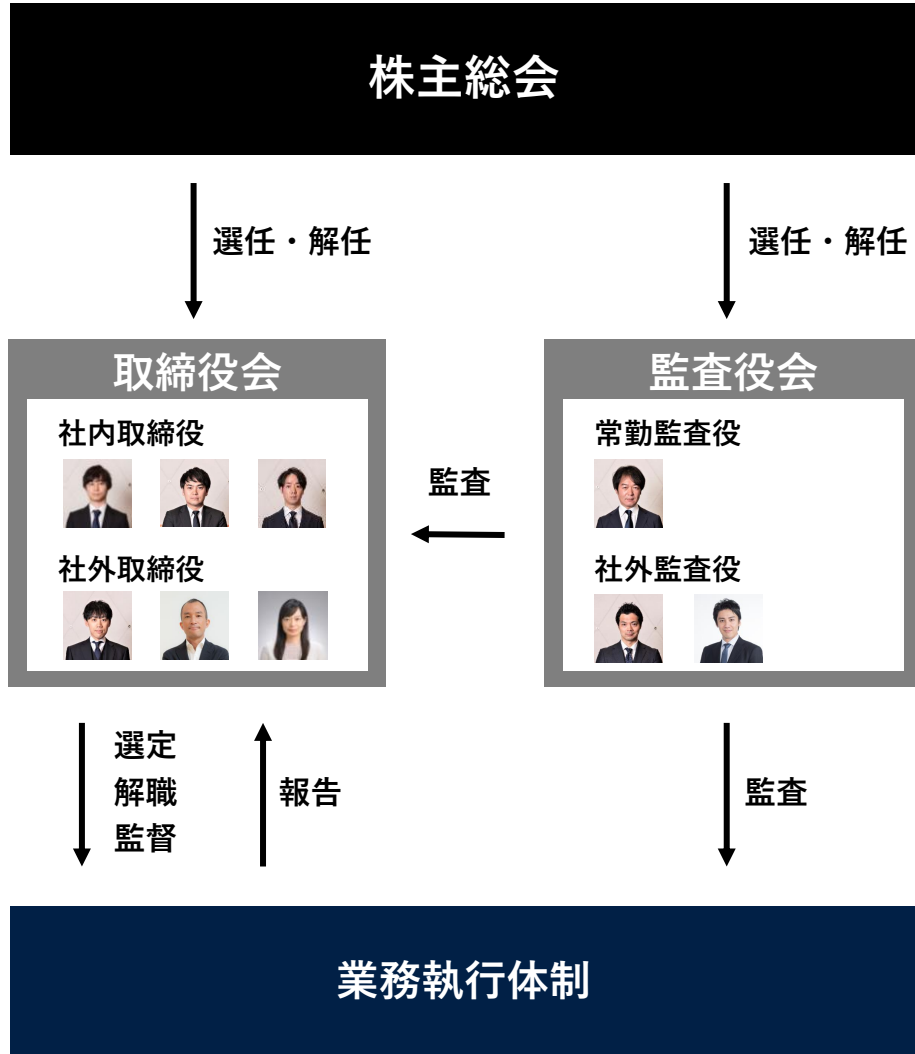 株主総会
選任・解任
選任・解任
取締役会
社内取締役
社外取締役
監査
監査役会
常勤監査役
社外監査役
選定
解職
監督
報告
監査
業務執行体制